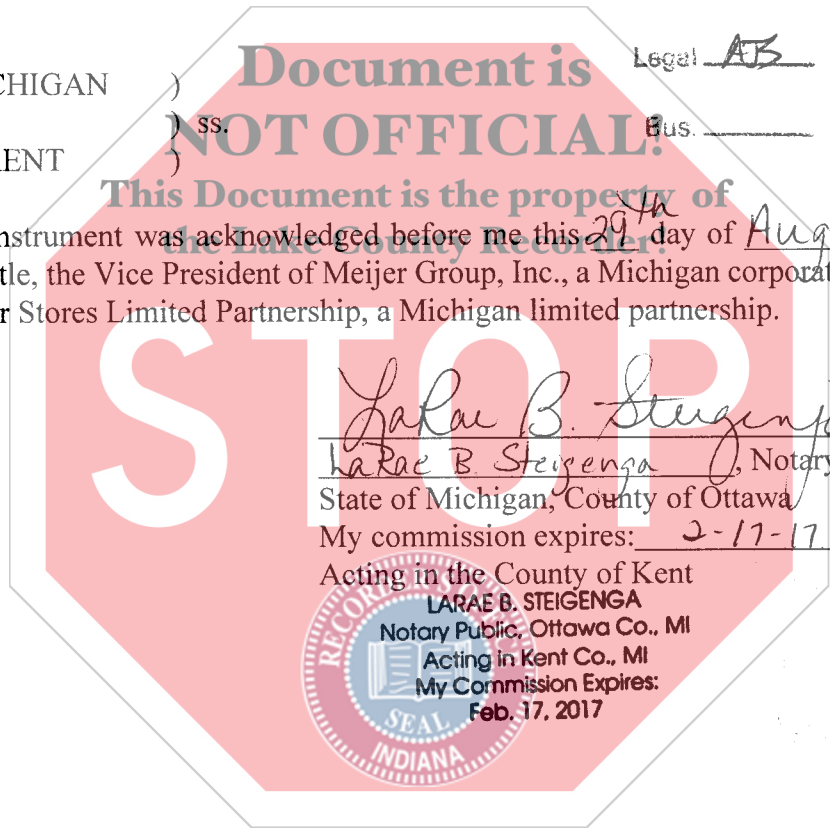 Document is
Legal AB
CHIGAN )
) ss.
NOT OFFICIAL!
Bus.
ENT )
This Document is the property of
nstrument was acknowledged before me this 29th day of Aug
the Lake County Recorder!
tle, the Vice President of Meijer Group, Inc., a Michigan corporat
r Stores Limited Partnership, a Michigan limited partnership.
STOP
LaRae B. Steigenga
LaRae B. Steigenga, Notary
State of Michigan, County of Ottawa
My commission expires: 2-17-17
Acting in the County of Kent
LARAE B. STEIGENGA
Notary Public, Ottawa Co., MI
Acting in Kent Co., MI
My Commission Expires:
Feb. 17, 2017
RECORDER'S OFFICE
SEAL
INDIANA